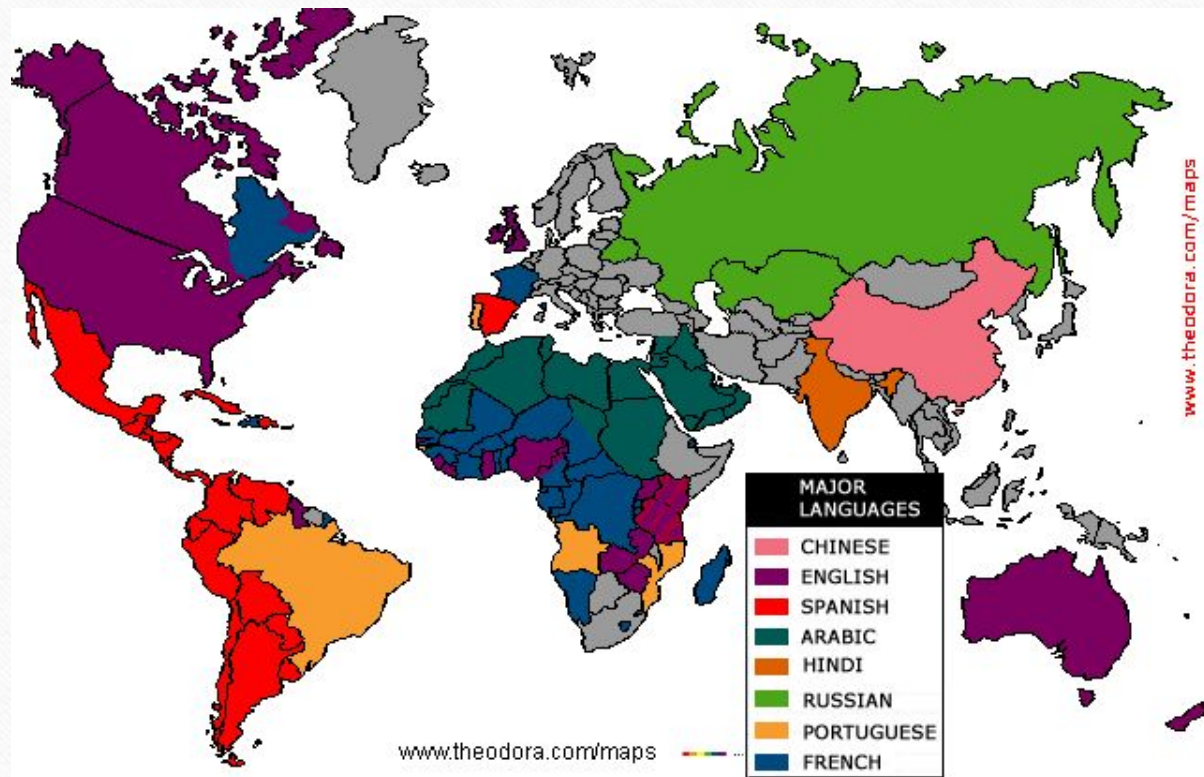 www.theodora.com/maps
MAJOR
LANGUAGES
CHINESE
ENGLISH
SPANISH
ARABIC
HINDI
RUSSIAN
PORTUGUESE
FRENCH
www.theodora.com/maps